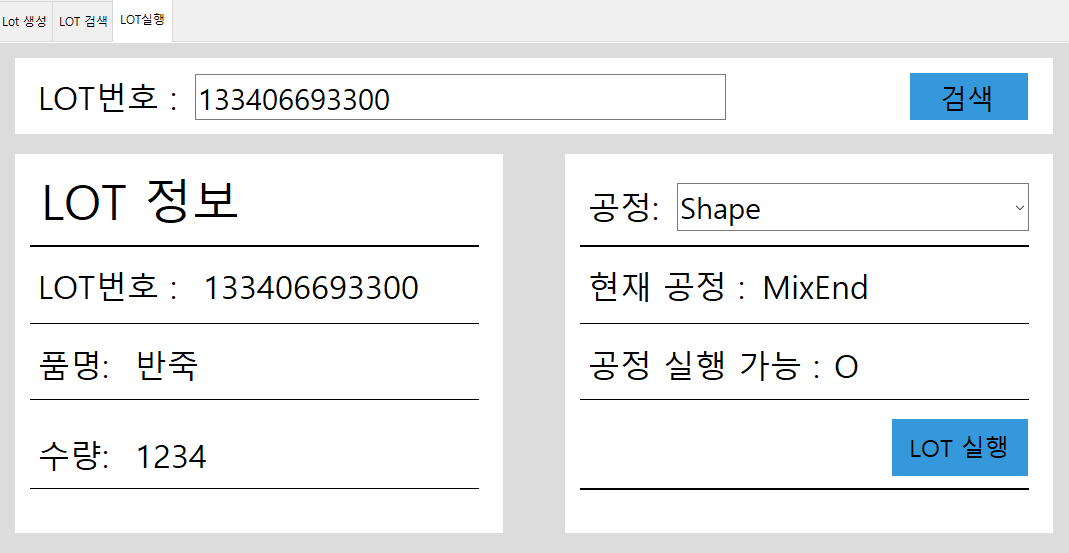 Lot 생성 LOT 검색 LOT실행
LOT번호 : 133406693300 검색
LOT 정보
LOT번호 : 133406693300
품명: 반죽
수량: 1234
공정: Shape
현재 공정 : MixEnd
공정 실행 가능 : O
LOT 실행